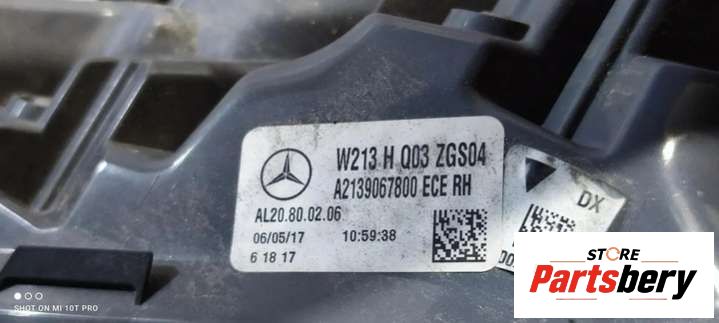 W213 H Q03 ZGS04
A2139067800 ECE RH
AL20.80.02.06
06/05/17 10:59:38
6 18 17
DX
SHOT ON MI 10T PRO
STORE
Partsbery